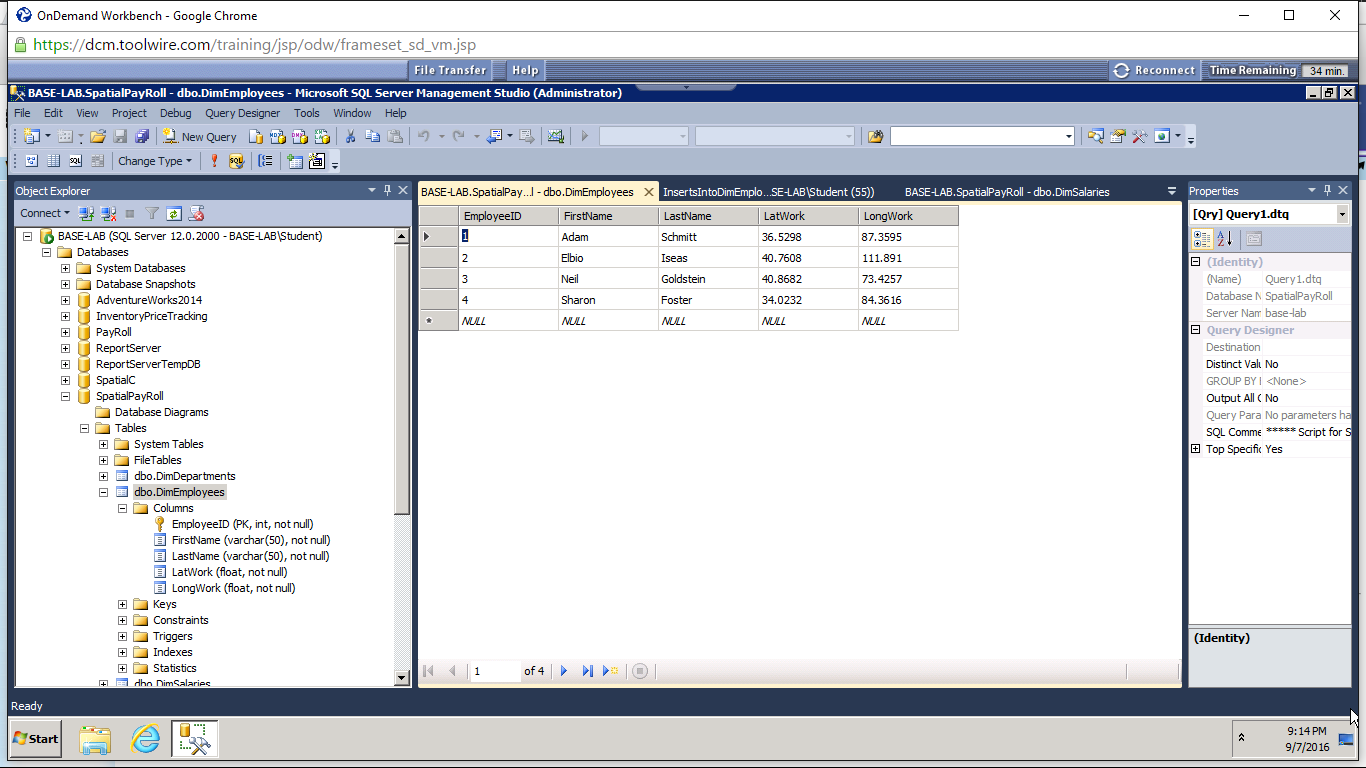 OnDemand Workbench - Google Chrome
https://dcm.toolwire.com/training/jsp/odw/frameset_sd_vm.jsp
File Transfer Help Reconnect Time Remaining 34 min.
BASE-LAB.SpatialPayRoll - dbo.DimEmployees - Microsoft SQL Server Management Studio (Administrator)
File Edit View Project Debug Query Designer Tools Window Help
New Query
Change Type
Object Explorer
Connect
BASE-LAB (SQL Server 12.0.2000 - BASE-LAB\Student)
Databases
System Databases
Database Snapshots
AdventureWorks2014
InventoryPriceTracking
PayRoll
ReportServer
ReportServerTempDB
SpatialC
SpatialPayRoll
Database Diagrams
Tables
System Tables
FileTables
dbo.DimDepartments
dbo.DimEmployees
Columns
EmployeeID (PK, int, not null)
FirstName (varchar(50), not null)
LastName (varchar(50), not null)
LatWork (float, not null)
LongWork (float, not null)
Keys
Constraints
Triggers
Indexes
Statistics
dbo.DimSalaries
BASE-LAB.SpatialPay...l - dbo.DimEmployees InsertsIntoDimEmplo...SE-LAB\Student (55)) BASE-LAB.SpatialPayRoll - dbo.DimSalaries
EmployeeID FirstName LastName LatWork LongWork
1 Adam Schmitt 36.5298 87.3595
2 Elbio Iseas 40.7608 111.891
3 Neil Goldstein 40.8682 73.4257
4 Sharon Foster 34.0232 84.3616
* NULL NULL NULL NULL NULL
1 of 4
Properties
[Qry] Query1.dtq
(Identity)
(Name) Query1.dtq
Database N SpatialPayRoll
Server Nam base-lab
Query Designer
Destination
Distinct Valu No
GROUP BY E <None>
Output All C No
Query Para No parameters ha
SQL Comme ***** Script for S
Top Specific Yes
(Identity)
Ready
Start
9:14 PM
9/7/2016